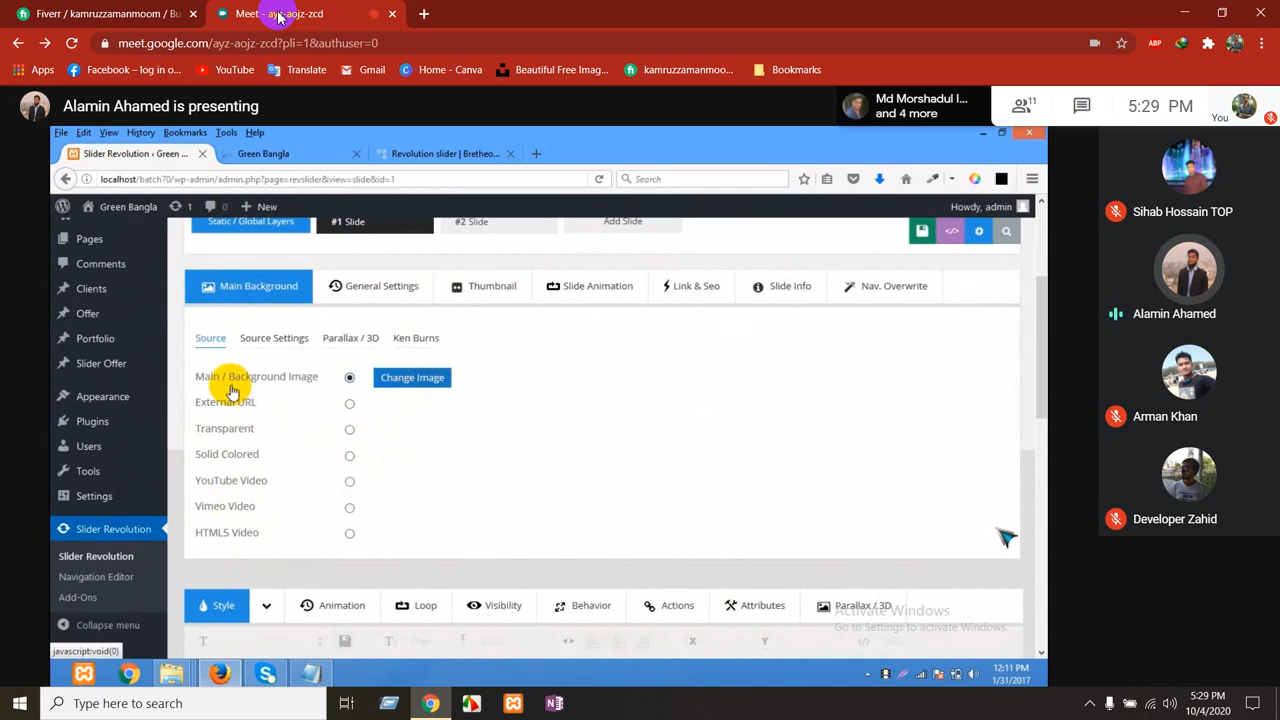 Fiverr / kamruzzamanmoom / Bu
Meet - ayz-aojz-zcd
meet.google.com/ayz-aojz-zcd?pli=1&authuser=0
ABP
Apps
Facebook – log in o...
YouTube
Translate
Gmail
Home - Canva
Beautiful Free Imag...
kamruzzamanmoo...
Bookmarks
Alamin Ahamed is presenting
Md Morshadul I...
and 4 more
11
5:29 PM
You
File Edit View History Bookmarks Tools Help
Slider Revolution ‹ Green ...
Green Bangla
Revolution slider | Bretheo...
localhost/batch70/wp-admin/admin.php?page=revslider&view=slide&id=1
Search
Green Bangla
1
0
New
Howdy, admin
Static / Global Layers
#1 Slide
#2 Slide
Add Slide
Pages
Comments
Clients
Offer
Portfolio
Slider Offer
Appearance
Plugins
Users
Tools
Settings
Slider Revolution
Slider Revolution
Navigation Editor
Add-Ons
Collapse menu
Main Background
General Settings
Thumbnail
Slide Animation
Link & Seo
Slide Info
Nav. Overwrite
Source
Source Settings
Parallax / 3D
Ken Burns
Main / Background Image
Change Image
External URL
Transparent
Solid Colored
YouTube Video
Vimeo Video
HTML5 Video
Style
Animation
Loop
Visibility
Behavior
Actions
Attributes
Parallax / 3D
X
Y
Activate Windows
Go to Settings to activate Windows.
javascript:void(0)
12:11 PM
1/31/2017
Sihab Hossain TOP
Alamin Ahamed
Arman Khan
Developer Zahid
Type here to search
5:29 PM
10/4/2020